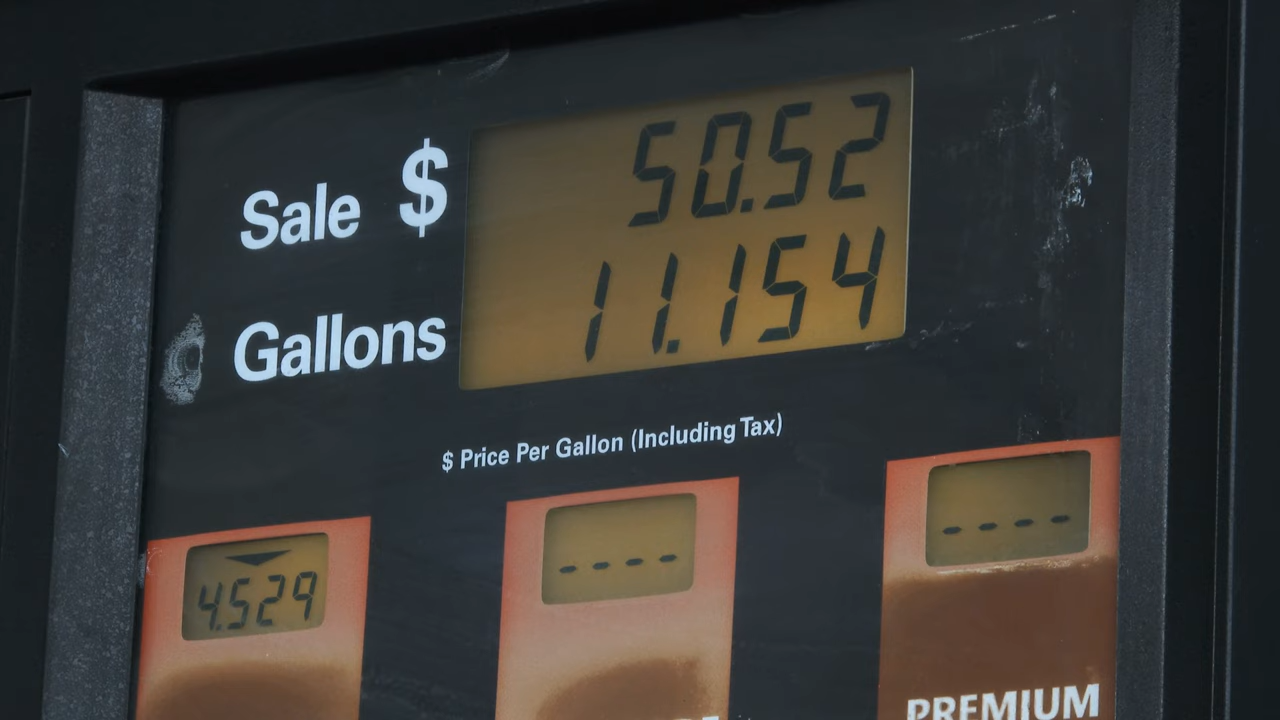 Sale $ 50.52
Gallons 11.154
$ Price Per Gallon (Including Tax)
4.529
- - - -
- - - -
PREMIUM